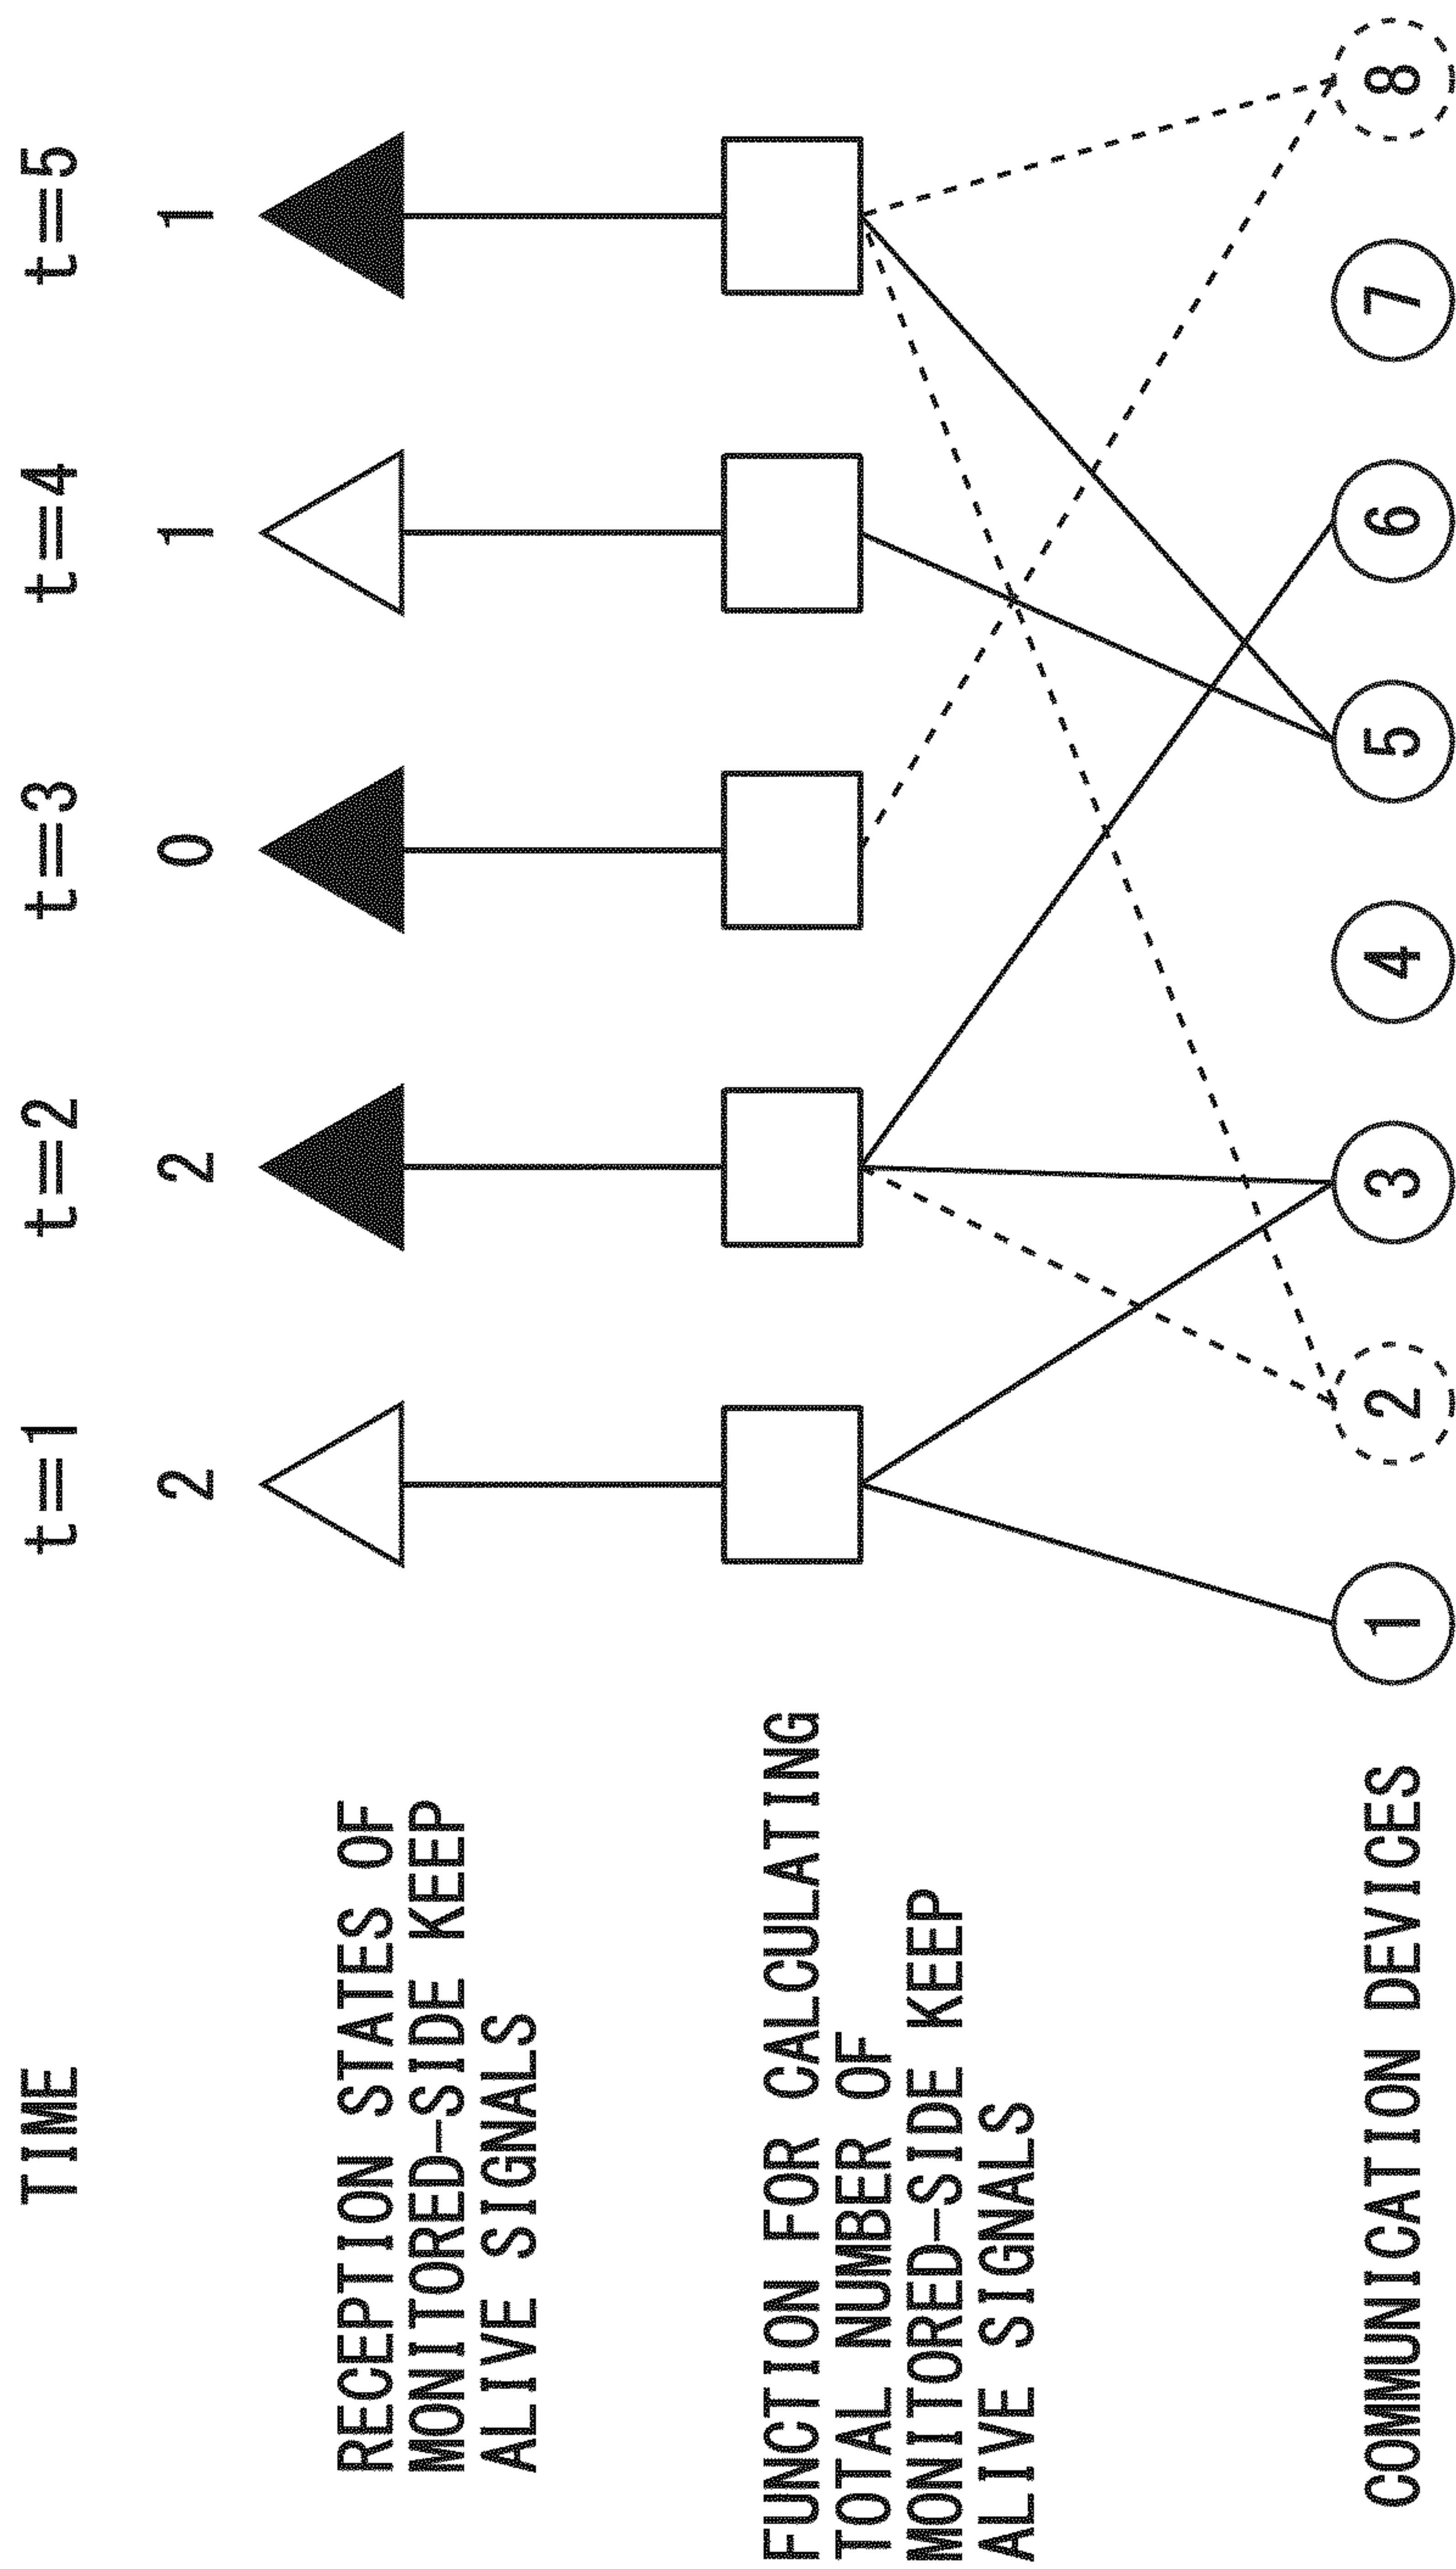 TIME t=1 t=2 t=3 t=4 t=5
2 2 0 1 1
RECEPTION STATES OF
MONITORED-SIDE KEEP
ALIVE SIGNALS
FUNCTION FOR CALCULATING
TOTAL NUMBER OF
MONITORED-SIDE KEEP
ALIVE SIGNALS
COMMUNICATION DEVICES 1 2 3 4 5 6 7 8